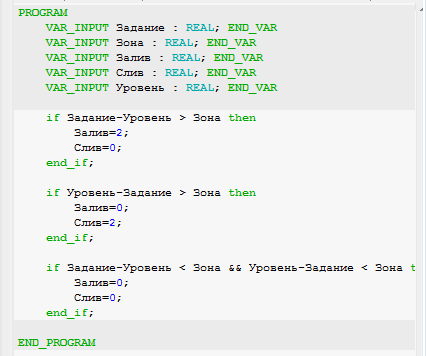 PROGRAM
VAR_INPUT Задание : REAL; END_VAR
VAR_INPUT Зона : REAL; END_VAR
VAR_INPUT Залив : REAL; END_VAR
VAR_INPUT Слив : REAL; END_VAR
VAR_INPUT Уровень : REAL; END_VAR
if Задание-Уровень > Зона then
Залив=2;
Слив=0;
end_if;
if Уровень-Задание > Зона then
Залив=0;
Слив=2;
end_if;
if Задание-Уровень < Зона && Уровень-Задание < Зона t
Залив=0;
Слив=0;
end_if;
END_PROGRAM